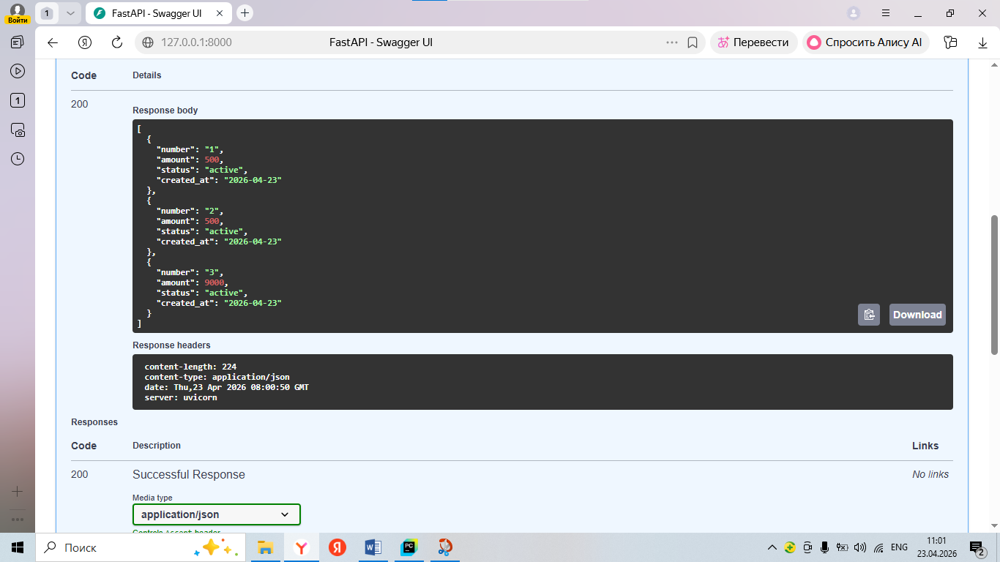 Войти
1
FastAPI - Swagger UI
127.0.0.1:8000
FastAPI - Swagger UI
Перевести
Спросить Алису AI
1
Code
Details
200
Response body
[
  {
    "number": "1",
    "amount": 500,
    "status": "active",
    "created_at": "2026-04-23"
  },
  {
    "number": "2",
    "amount": 500,
    "status": "active",
    "created_at": "2026-04-23"
  },
  {
    "number": "3",
    "amount": 9000,
    "status": "active",
    "created_at": "2026-04-23"
  }
]
Download
Response headers
content-length: 224
content-type: application/json
date: Thu,23 Apr 2026 08:00:50 GMT
server: uvicorn
Responses
Code
Description
Links
200
Successful Response
No links
Media type
application/json
Controls Accept header.
Поиск
Я
W
PC
ENG
11:01
23.04.2026
2